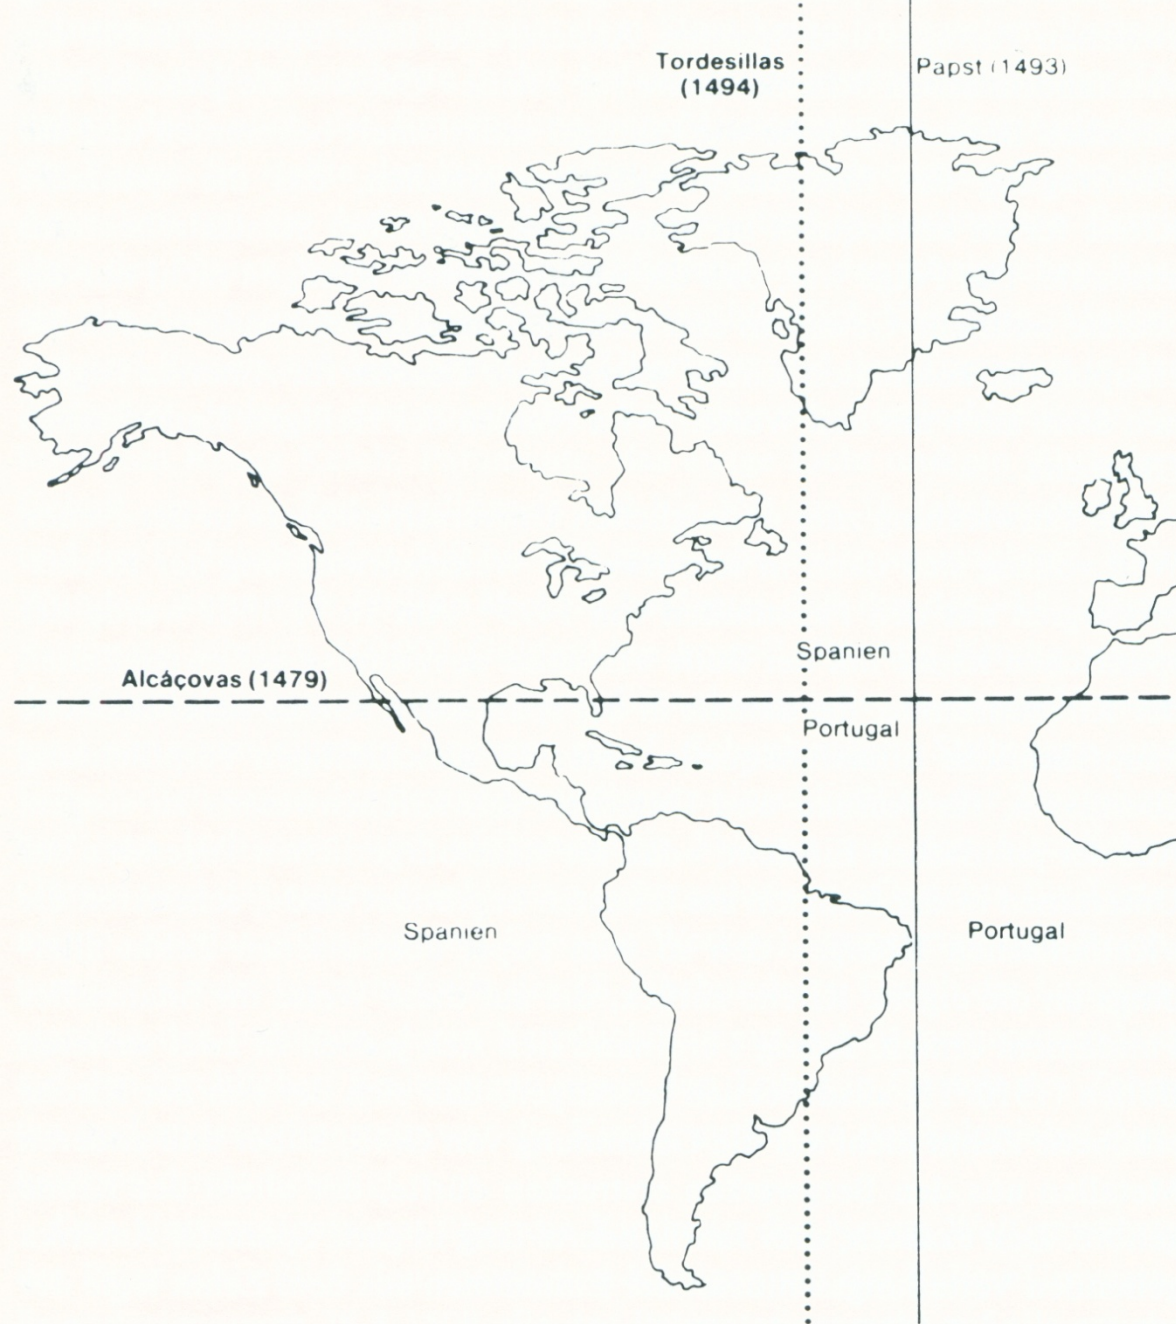 Tordesillas
(1494)
Papst (1493)
Spanien
Alcáçovas (1479)
Portugal
Spanien
Portugal